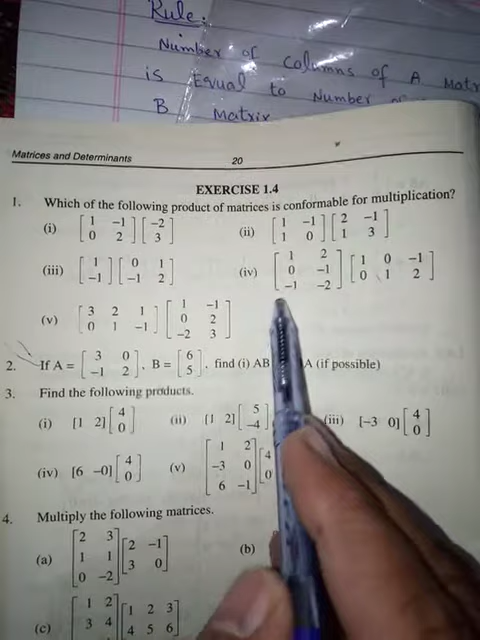 Rule:
Number of Columns of A Matr
is Equal to Number
B Matrix
Matrices and Determinants 20
EXERCISE 1.4
1. Which of the following product of matrices is conformable for multiplication?
(i) [1 -1; 0 2] [-2; 3] (ii) [1 -1; 1 0] [2 -1; 1 3]
(iii) [1; -1] [0 1; -1 2] (iv) [1 2; 0 -1; -1 -2] [1 0 -1; 0 1 2]
(v) [3 2 1; 0 1 -1] [1 -1; 0 2; -2 3]
2. If A = [3 0; -1 2], B = [6; 5], find (i) AB A (if possible)
3. Find the following products.
(i) [1 2] [4; 0] (ii) [1 2] [5; -4] (iii) [-3 0] [4; 0]
(iv) [6 -0] [4; 0] (v) [1 2; -3 0; 6 -1] [4 0
4. Multiply the following matrices.
(a) [2 3; 1 1; 0 -2] [2 -1; 3 0] (b)
(c) [1 2; 3 4 [1 2 3; 4 5 6]